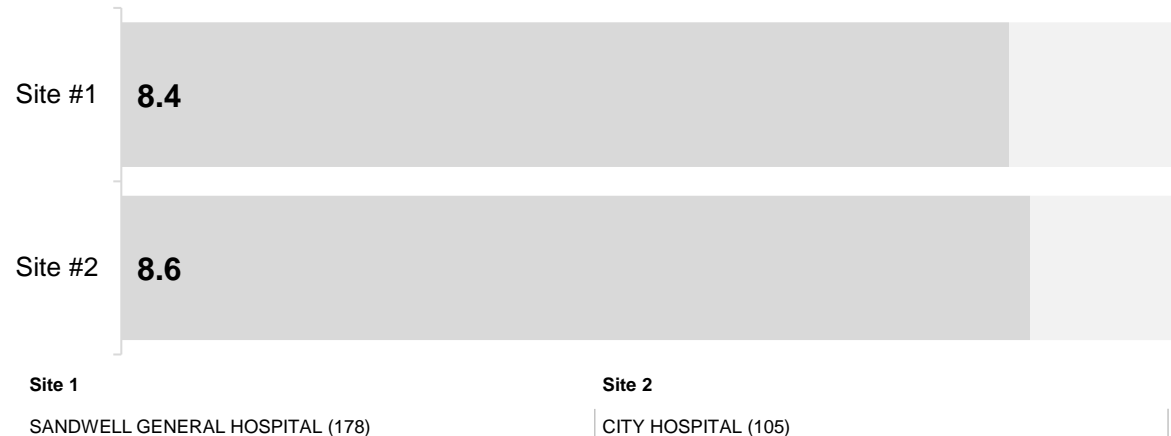 Site #1 8.4
Site #2 8.6
Site 1 Site 2
SANDWELL GENERAL HOSPITAL (178) CITY HOSPITAL (105)